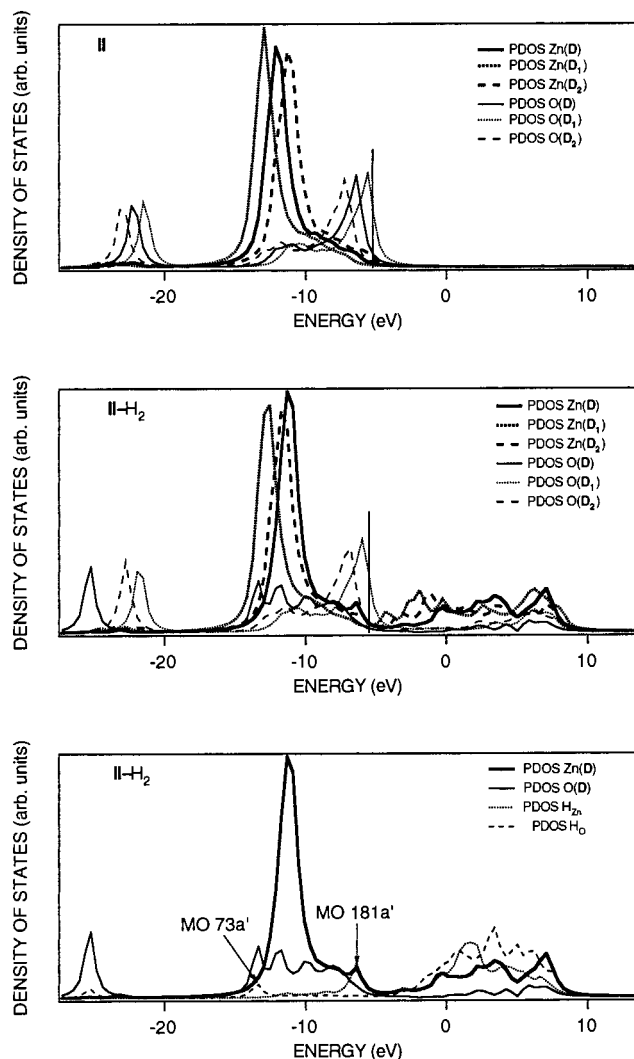 II
PDOS Zn(D)
PDOS Zn(D1)
PDOS Zn(D2)
PDOS O(D)
PDOS O(D1)
PDOS O(D2)
DENSITY OF STATES (arb. units)
-20 -10 0 10
ENERGY (eV)
II-H2
PDOS Zn(D)
PDOS Zn(D1)
PDOS Zn(D2)
PDOS O(D)
PDOS O(D1)
PDOS O(D2)
DENSITY OF STATES (arb. units)
-20 -10 0 10
ENERGY (eV)
II-H2
PDOS Zn(D)
PDOS O(D)
PDOS HZn
PDOS HO
MO 73a'
MO 181a'
DENSITY OF STATES (arb. units)
-20 -10 0 10
ENERGY (eV)